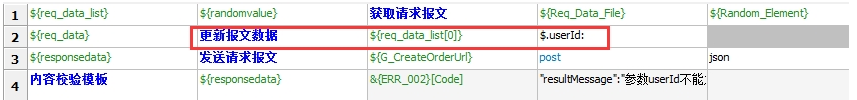 1 ${req_data_list} ${randomvalue} 获取请求报文 ${Req_Data_File} ${Random_Element}
2 ${req_data} 更新报文数据 ${req_data_list[0]} $.userId:
3 ${responsedata} 发送请求报文 ${G_CreateOrderUrl} post json
4 内容校验模板 ${responsedata} &{ERR_002}[Code] "resultMessage":"参数userId不能